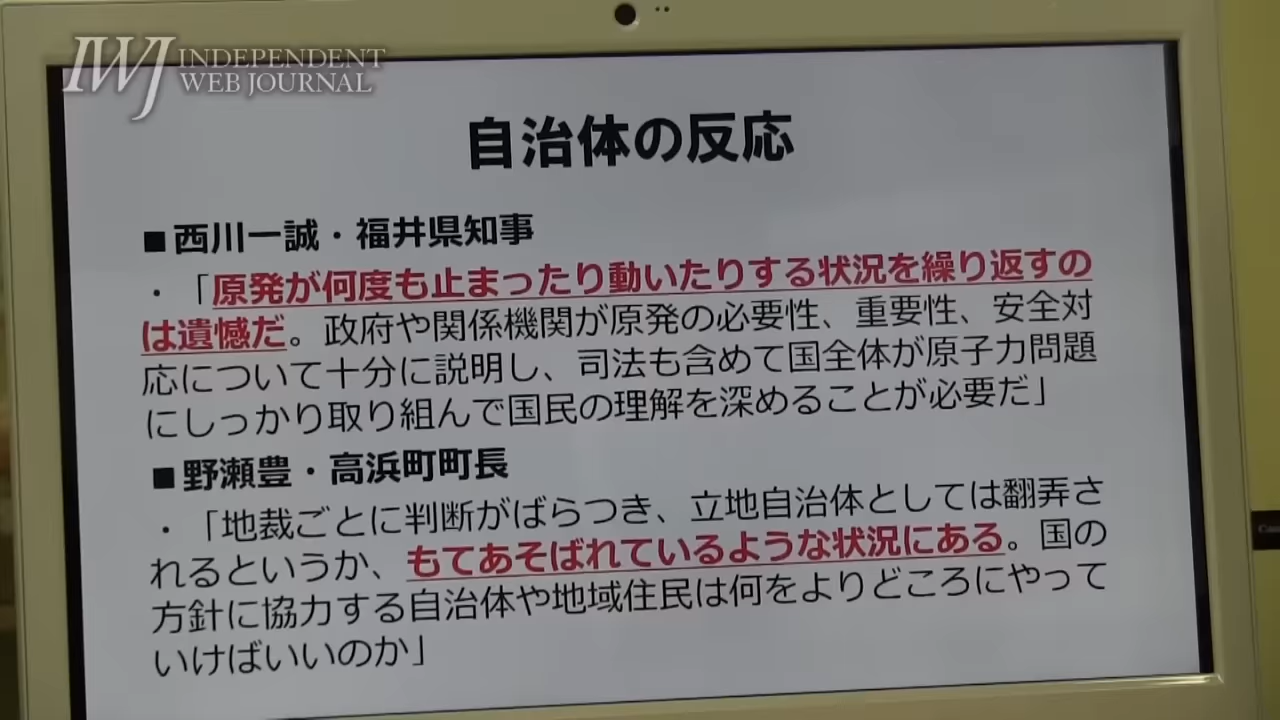 IWJ INDEPENDENT
WEB JOURNAL
自治体の反応
■西川一誠・福井県知事
・「原発が何度も止まったり動いたりする状況を繰り返すの
は遺憾だ。政府や関係機関が原発の必要性、重要性、安全対
応について十分に説明し、司法も含めて国全体が原子力問題
にしっかり取り組んで国民の理解を深めることが必要だ」
■野瀬豊・高浜町町長
・「地裁ごとに判断がばらつき、立地自治体としては翻弄さ
れるというか、もてあそばれているような状況にある。国の
方針に協力する自治体や地域住民は何をよりどころにやって
いけばいいのか」